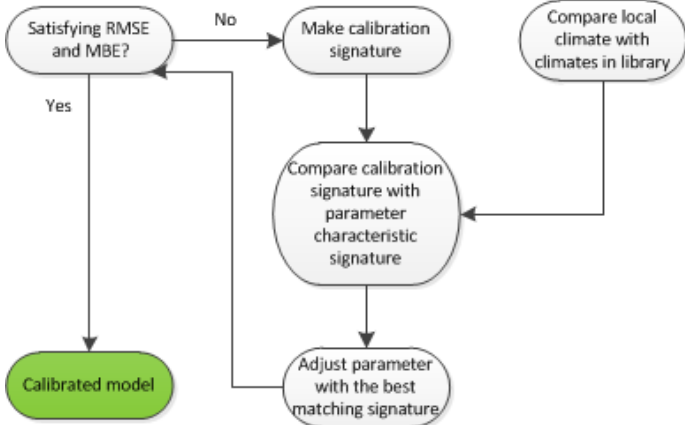 Satisfying RMSE
and MBE?
No
Make calibration
signature
Compare local
climate with
climates in library
Yes
Compare calibration
signature with
parameter
characteristic
signature
Calibrated model
Adjust parameter
with the best
matching signature